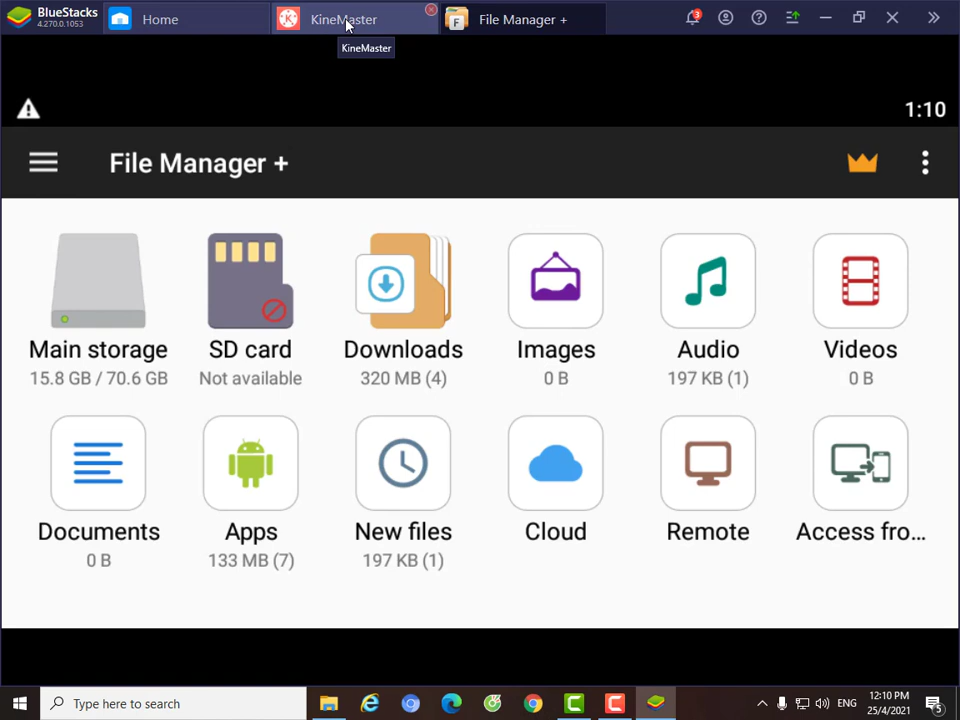 BlueStacks
4.270.0.1053
Home
KineMaster
File Manager +
3
KineMaster
1:10
File Manager +
Main storage
15.8 GB / 70.6 GB
SD card
Not available
Downloads
320 MB (4)
Images
0 B
Audio
197 KB (1)
Videos
0 B
Documents
0 B
Apps
133 MB (7)
New files
197 KB (1)
Cloud
Remote
Access fro...
Type here to search
ENG
12:10 PM
25/4/2021
5